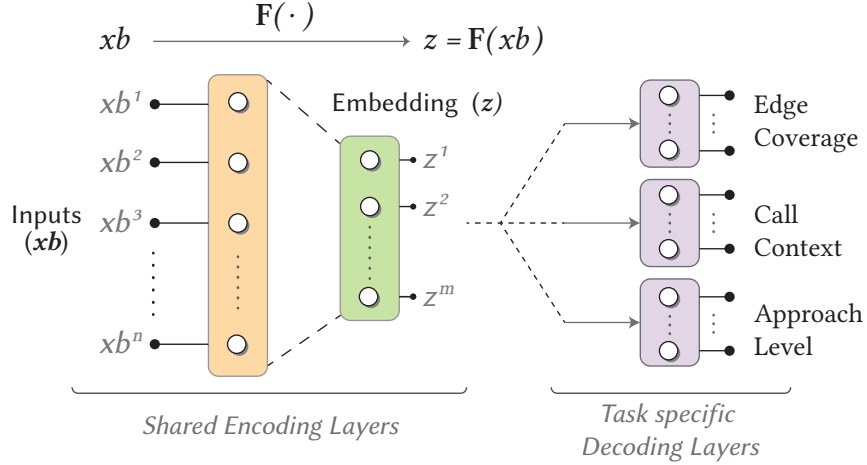 F(·)
xb z = F(xb)
Embedding (z)
xb¹
xb²
xb³
xbⁿ
Inputs
(xb)
z¹
z²
zᵐ
Edge
Coverage
Call
Context
Approach
Level
Shared Encoding Layers
Task specific
Decoding Layers